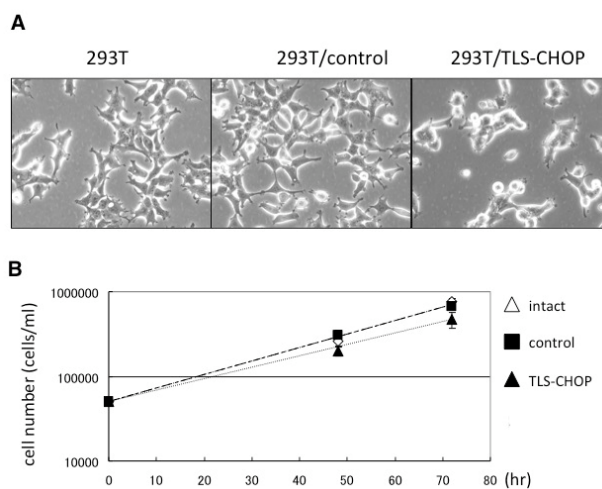 A
293T 293T/control 293T/TLS-CHOP
B
cell number (cells/ml)
1000000
100000
10000
0 10 20 30 40 50 60 70 80 (hr)
intact
control
TLS-CHOP